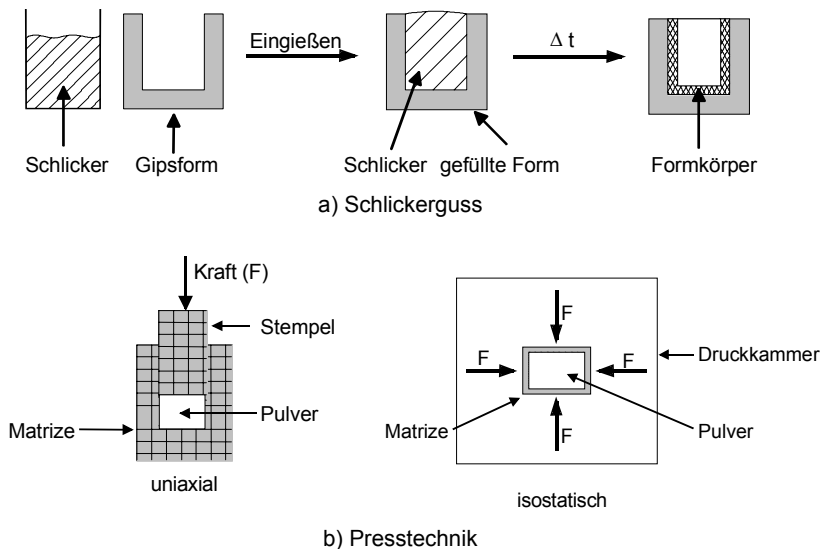 Eingießen
Δ t
Schlicker
Gipsform
Schlicker
gefüllte Form
Formkörper
a) Schlickerguss
Kraft (F)
Stempel
Pulver
Matrize
uniaxial
F
F
F
F
Druckkammer
Matrize
Pulver
isostatisch
b) Presstechnik